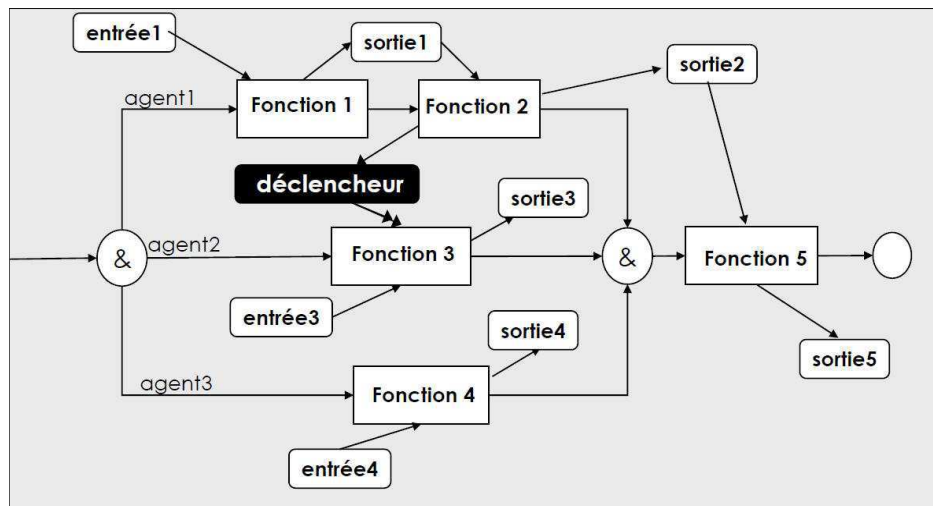 entrée1
sortie1
sortie2
agent1
Fonction 1
Fonction 2
déclencheur
sortie3
&
agent2
Fonction 3
&
Fonction 5
entrée3
sortie4
sortie5
agent3
Fonction 4
entrée4